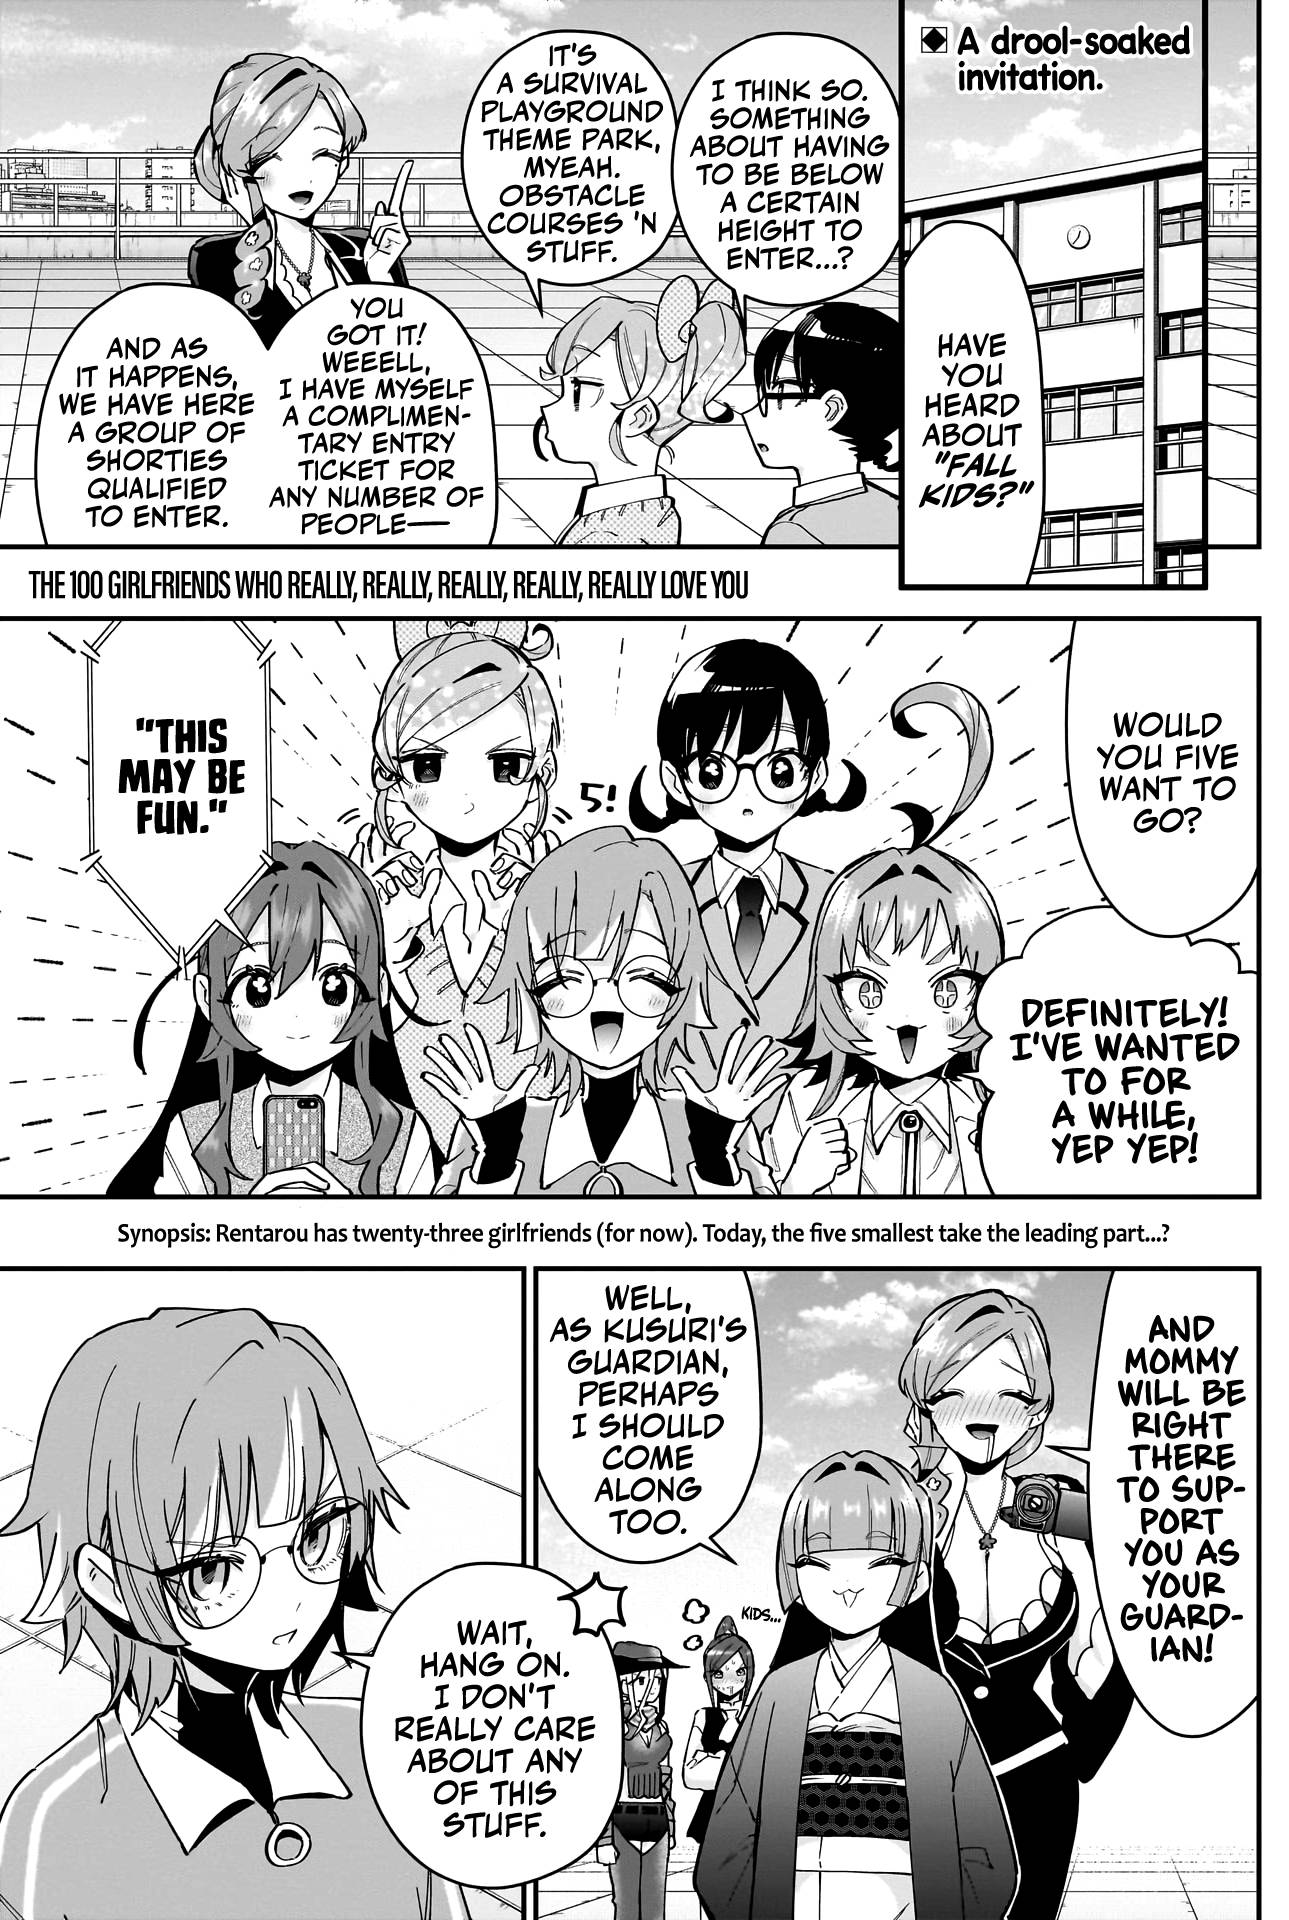 A drool-soaked
invitation.
HAVE
YOU
HEARD
ABOUT
"FALL
KIDS?"
I THINK SO.
SOMETHING
ABOUT HAVING
TO BE BELOW
A CERTAIN
HEIGHT TO
ENTER...?
IT'S
A SURVIVAL
PLAYGROUND
THEME PARK,
MYEAH.
OBSTACLE
COURSES 'N
STUFF.
YOU
GOT IT!
WEEELL,
I HAVE MYSELF
A COMPLIMEN-
TARY ENTRY
TICKET FOR
ANY NUMBER OF
PEOPLE—
AND AS
IT HAPPENS,
WE HAVE HERE
A GROUP OF
SHORTIES
QUALIFIED
TO ENTER.
THE 100 GIRLFRIENDS WHO REALLY, REALLY, REALLY, REALLY, REALLY LOVE YOU
WOULD
YOU FIVE
WANT TO
GO?
5!
"THIS
MAY BE
FUN."
DEFINITELY!
I'VE WANTED
TO FOR
A WHILE,
YEP YEP!
Synopsis: Rentarou has twenty-three girlfriends (for now). Today, the five smallest take the leading part...?
AND
MOMMY
WILL BE
RIGHT
THERE
TO SUP-
PORT
YOU AS
YOUR
GUARD-
IAN!
WELL,
AS KUSURI'S
GUARDIAN,
PERHAPS
I SHOULD
COME
ALONG
TOO.
KIDS...
WAIT,
HANG ON.
I DON'T
REALLY CARE
ABOUT ANY
OF THIS
STUFF.